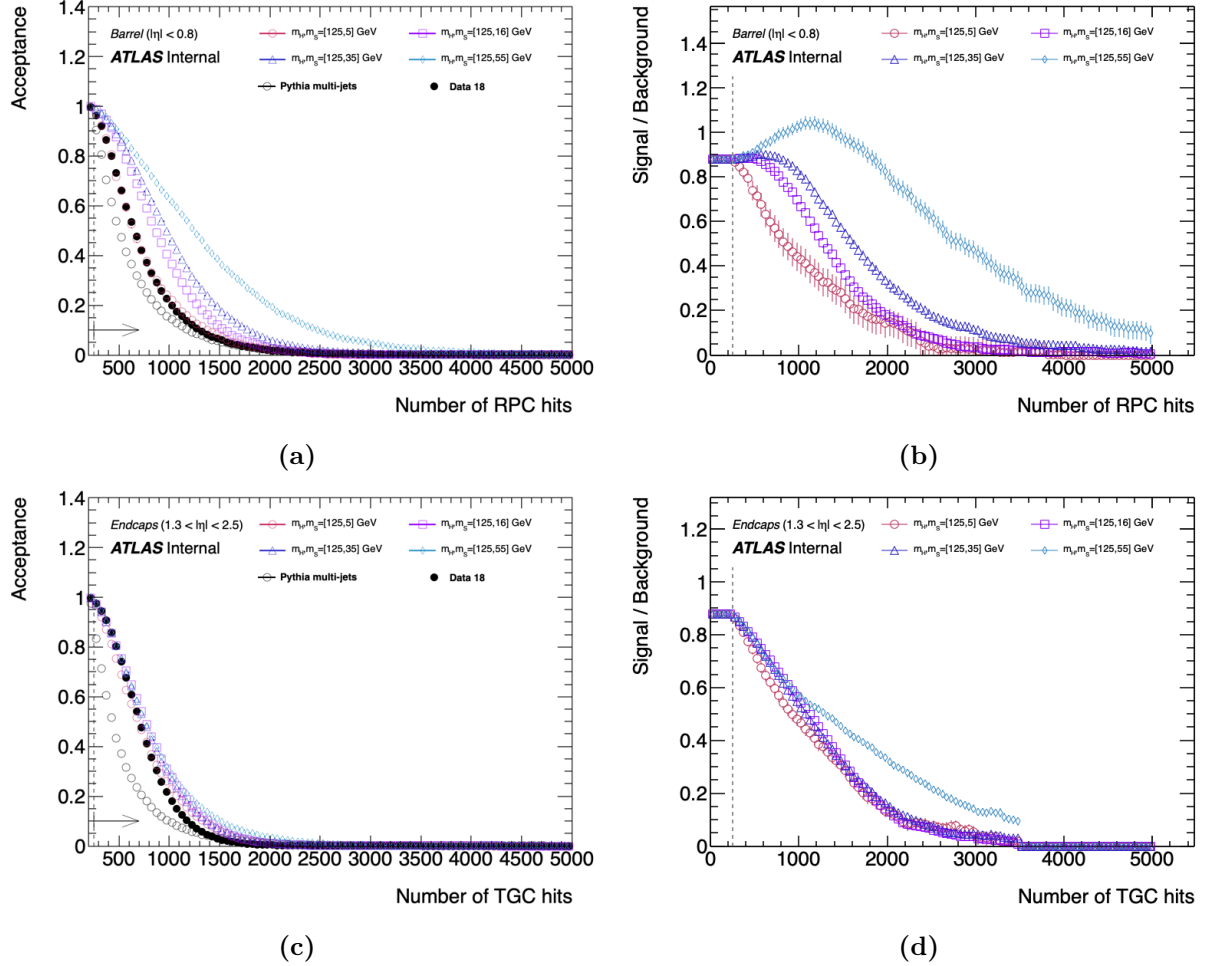 Acceptance
1.4
1.2
1
0.8
0.6
0.4
0.2
0
Barrel (|η| < 0.8)
ATLAS Internal
m_H,m_S=[125,5] GeV
m_H,m_S=[125,16] GeV
m_H,m_S=[125,35] GeV
m_H,m_S=[125,55] GeV
Pythia multi-jets
Data 18
500 1000 1500 2000 2500 3000 3500 4000 4500 5000
Number of RPC hits
(a)
Signal / Background
1.4
1.2
1
0.8
0.6
0.4
0.2
0
Barrel (|η| < 0.8)
ATLAS Internal
m_H,m_S=[125,5] GeV
m_H,m_S=[125,16] GeV
m_H,m_S=[125,35] GeV
m_H,m_S=[125,55] GeV
0 1000 2000 3000 4000 5000
Number of RPC hits
(b)
Acceptance
1.4
1.2
1
0.8
0.6
0.4
0.2
0
Endcaps (1.3 < |η| < 2.5)
ATLAS Internal
m_H,m_S=[125,5] GeV
m_H,m_S=[125,16] GeV
m_H,m_S=[125,35] GeV
m_H,m_S=[125,55] GeV
Pythia multi-jets
Data 18
500 1000 1500 2000 2500 3000 3500 4000 4500 5000
Number of TGC hits
(c)
Signal / Background
1.2
1
0.8
0.6
0.4
0.2
0
Endcaps (1.3 < |η| < 2.5)
ATLAS Internal
m_H,m_S=[125,5] GeV
m_H,m_S=[125,16] GeV
m_H,m_S=[125,35] GeV
m_H,m_S=[125,55] GeV
0 1000 2000 3000 4000 5000
Number of TGC hits
(d)